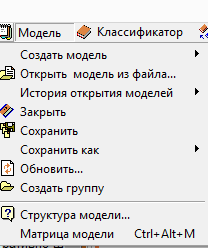 Модель Классификатор
Создать модель
Открыть модель из файла...
История открытия моделей
Закрыть
Сохранить
Сохранить как
Обновить...
Создать группу
Структура модели...
Матрица модели Ctrl+Alt+M